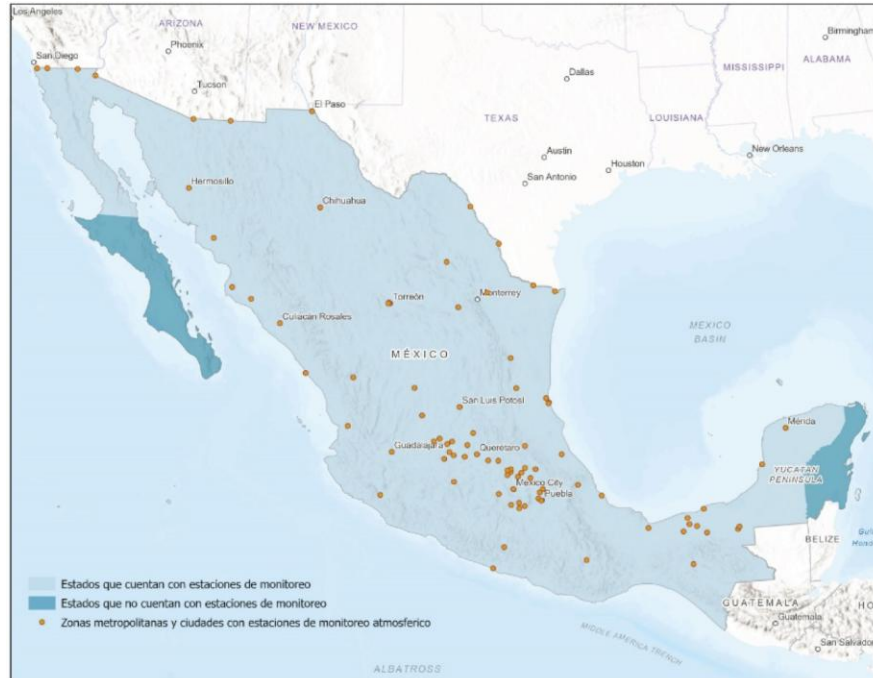 Los Angeles
ARIZONA
NEW MEXICO
Birmingham
San Diego
Phoenix
MISSISSIPPI
ALABAMA
Dallas
Tucson
El Paso
TEXAS
LOUISIANA
Austin
New Orleans
Houston
San Antonio
Hermosillo
Chihuahua
Torreón
Monterrey
Culiacán Rosales
MEXICO
BASIN
MÉXICO
San Luis Potosí
Mérida
Guadalajara
Querétaro
YUCATAN
PENINSULA
Mexico City
Puebla
BELIZE
Estados que cuentan con estaciones de monitoreo
Estados que no cuentan con estaciones de monitoreo
GUATEMALA
Zonas metropolitanas y ciudades con estaciones de monitoreo atmosferico
Guatemala
MIDDLE AMERICA TRENCH
San Salvador
ALBATROSS